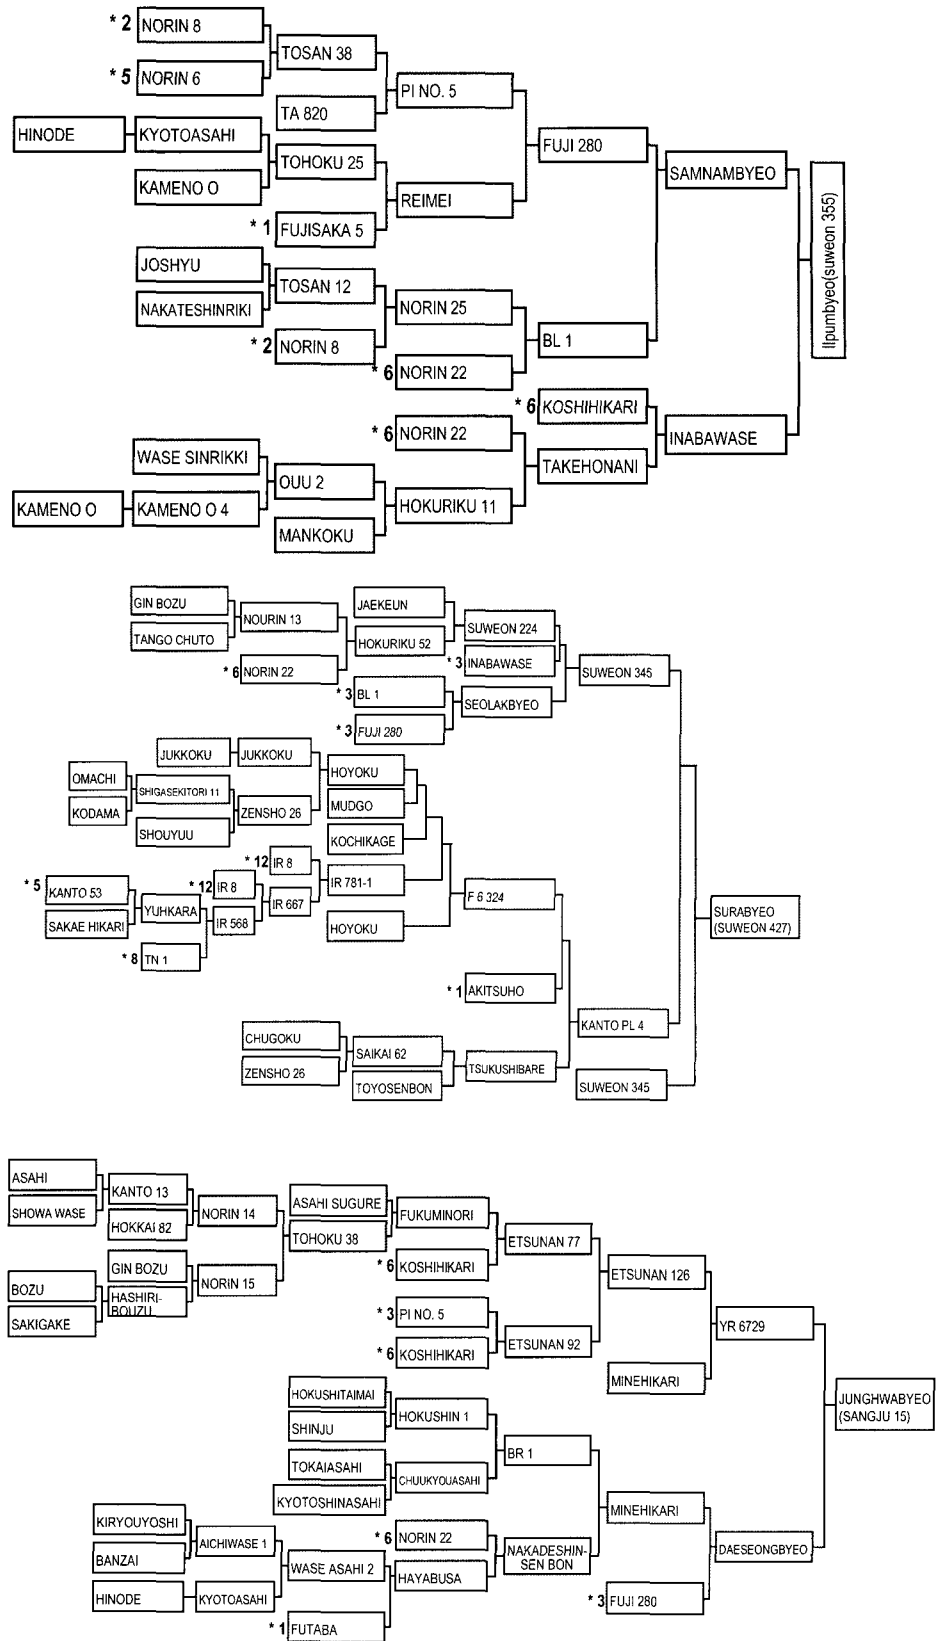 * 2 NORIN 8
TOSAN 38
* 5 NORIN 6
PI NO. 5
TA 820
HINODE
KYOTOASAHI
FUJI 280
TOHOKU 25
SAMNAMBYEO
KAMENO O
REIMEI
* 1 FUJISAKA 5
Ilpumbyeo(suweon 355)
JOSHYU
TOSAN 12
NAKATESHINRIKI
NORIN 25
* 2 NORIN 8
BL 1
* 6 NORIN 22
* 6 KOSHIHIKARI
* 6 NORIN 22
INABAWASE
WASE SINRIKKI
TAKEHONANI
OUU 2
KAMENO O
KAMENO O 4
HOKURIKU 11
MANKOKU
GIN BOZU
JAEKEUN
NOURIN 13
SUWEON 224
TANGO CHUTO
HOKURIKU 52
* 6 NORIN 22
* 3 INABAWASE
SUWEON 345
* 3 BL 1
SEOLAKBYEO
* 3 FUJI 280
JUKKOKU
JUKKOKU
HOYOKU
OMACHI
SHIGASEKITORI 11
MUDGO
KODAMA
ZENSHO 26
SHOUYUU
KOCHIKAGE
* 12 IR 8
* 12 IR 8
IR 781-1
* 5 KANTO 53
F 6 324
YUHKARA
IR 667
SURABYEO
(SUWEON 427)
SAKAE HIKARI
IR 568
HOYOKU
* 8 TN 1
* 1 AKITSUHO
KANTO PL 4
CHUGOKU
SAIKAI 62
ZENSHO 26
TSUKUSHIBARE
TOYOSENBON
SUWEON 345
ASAHI
KANTO 13
ASAHI SUGURE
SHOWA WASE
NORIN 14
FUKUMINORI
HOKKAI 82
TOHOKU 38
ETSUNAN 77
GIN BOZU
* 6 KOSHIHIKARI
ETSUNAN 126
BOZU
HASHIRI-
BOUZU
NORIN 15
SAKIGAKE
* 3 PI NO. 5
YR 6729
ETSUNAN 92
* 6 KOSHIHIKARI
MINEHIKARI
HOKUSHITAIMAI
JUNGHWABYEO
(SANGJU 15)
HOKUSHIN 1
SHINJU
BR 1
TOKAIASAHI
CHUUKYOUASAHI
KYOTOSHINASAHI
MINEHIKARI
KIRYOUYOSHI
* 6 NORIN 22
AICHIWASE 1
NAKADESHIN-
SEN BON
DAESEONGBYEO
BANZAI
WASE ASAHI 2
HAYABUSA
HINODE
KYOTOASAHI
* 3 FUJI 280
* 1 FUTABA